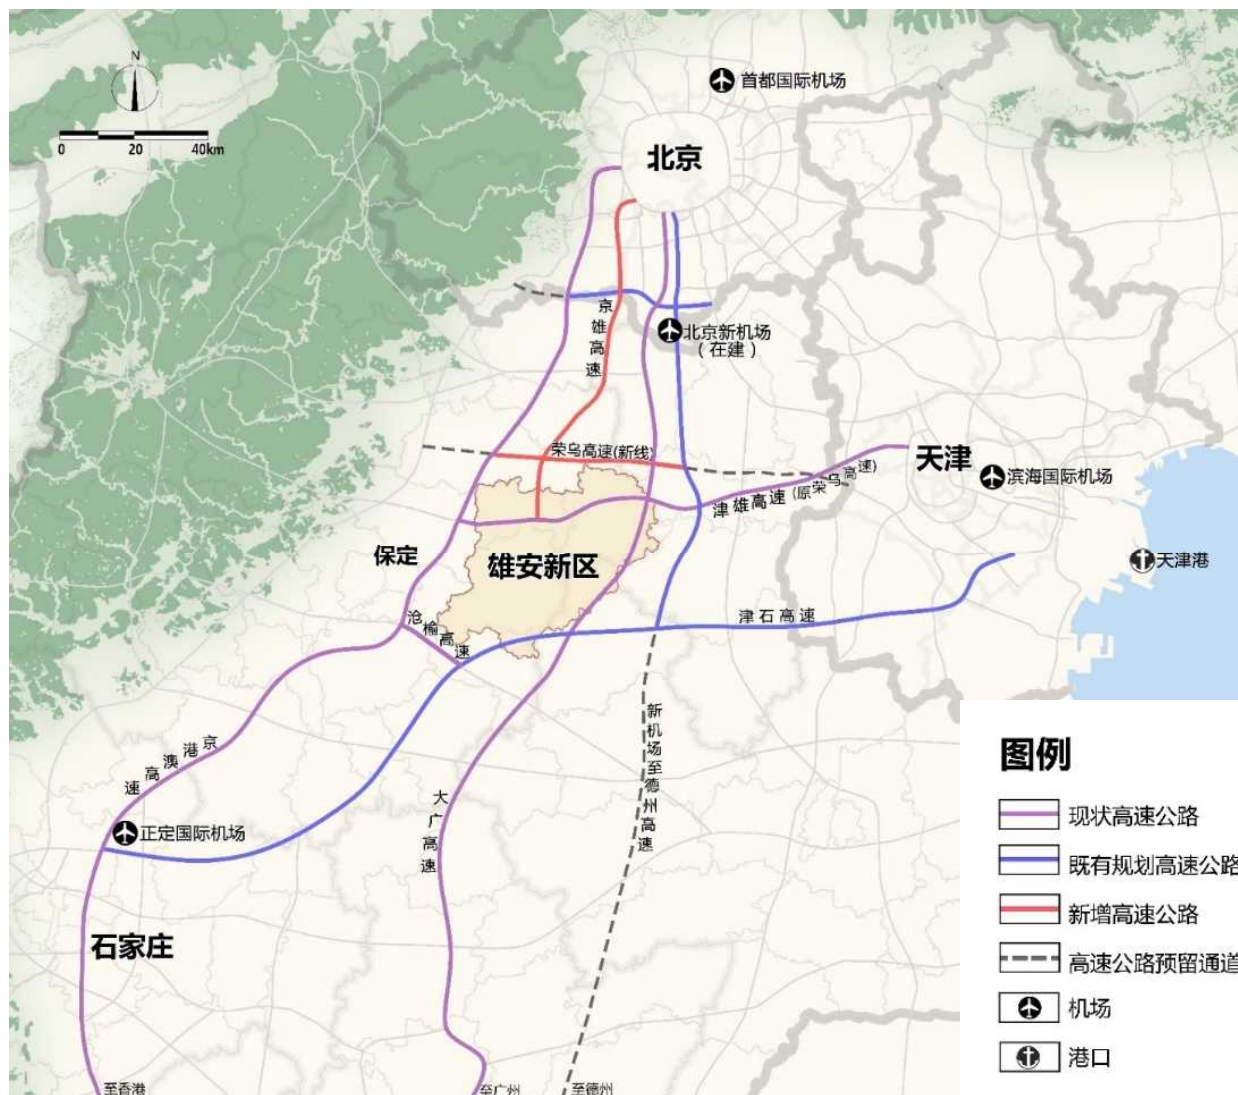 N
0 20 40km
首都国际机场
北京
京雄高速
北京新机场
（在建）
荣乌高速(新线)
天津
滨海国际机场
津雄高速(原荣乌高速)
保定
雄安新区
天津港
沧榆高速
津石高速
京港澳高速
新机场至德州高速
大广高速
正定国际机场
石家庄
至香港
至广州
至德州
图例
现状高速公路
既有规划高速公路
新增高速公路
高速公路预留通道
机场
港口